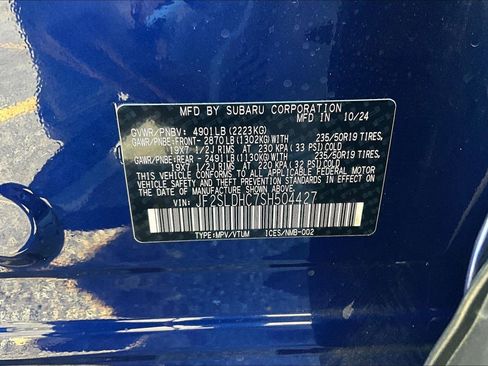 MFD BY SUBARU CORPORATION
MFD IN 10/24
GVWR/PNBV: 4901LB (2223KG)
GAWR/PNBE:FRONT- 2870LB(1302KG)WITH 235/50R19 TIRES,
19X7 1/2J RIMS AT 230 KPA( 33 PSI)COLD
GAWR/PNBE:REAR - 2491LB(1130KG)WITH 235/50R19 TIRES,
19X7 1/2J RIMS AT 220 KPA( 32 PSI)COLD
THIS VEHICLE CONFORMS TO ALL APPLICABLE FEDERAL MOTOR
VEHICLE SAFETY AND THEFT PREVENTION STANDARDS IN EFFECT ON
THE DATE OF MANUFACTURE SHOWN ABOVE.
VIN: JF2SLDHC7SH504427
TYPE:MPV/VTUM ICES/NMB-002